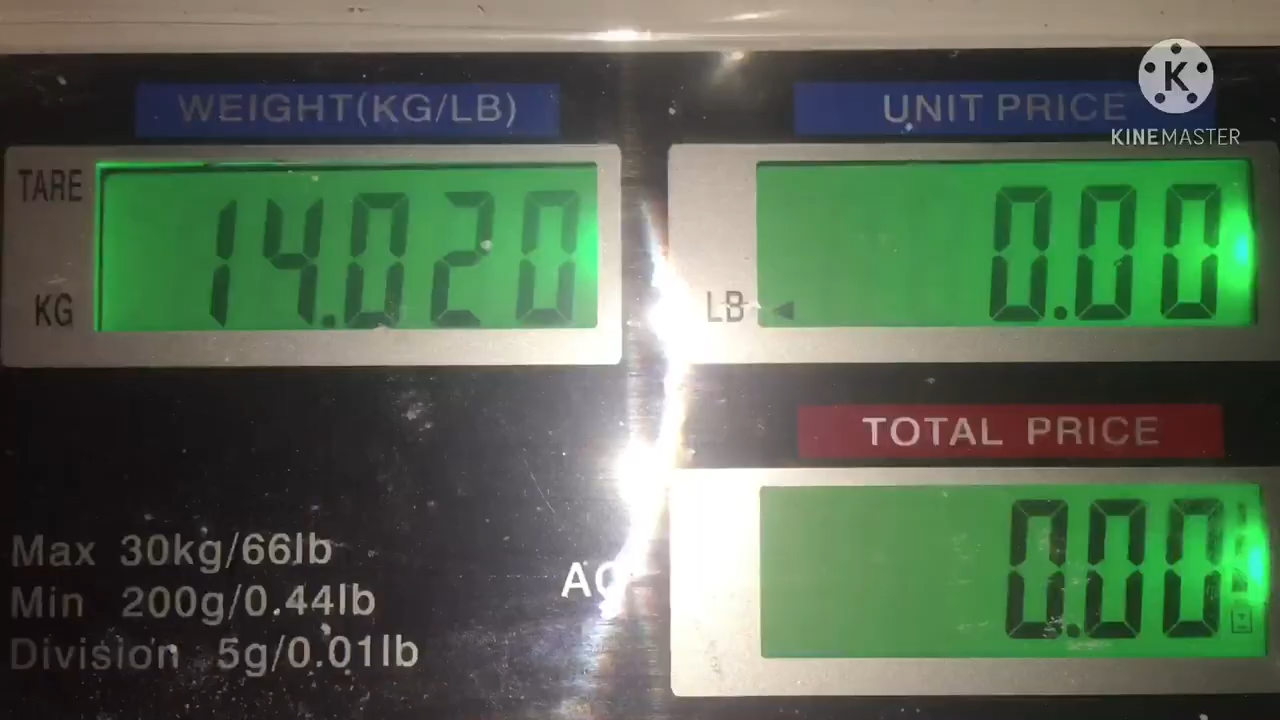 WEIGHT(KG/LB)
UNIT PRICE
K
KINEMASTER
TARE
KG
14.020
LB
0.00
TOTAL PRICE
0.00
Max 30kg/66lb
Min 200g/0.44lb
Division 5g/0.01lb
AC